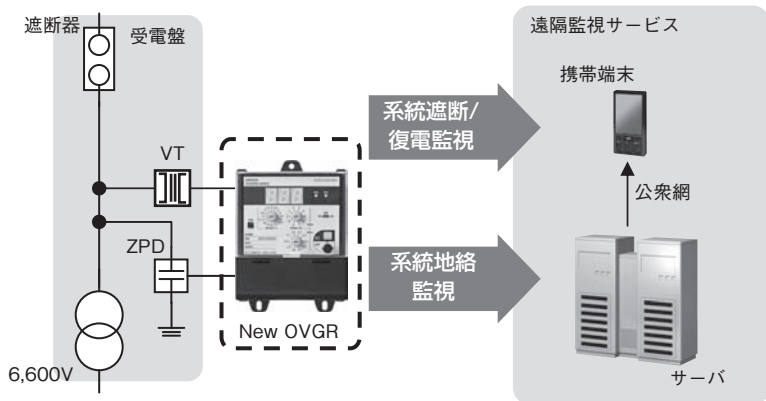 遮断器
受電盤
VT
ZPD
6,600V
New OVGR
系統遮断/
復電監視
系統地絡
監視
遠隔監視サービス
携帯端末
公衆網
サーバ